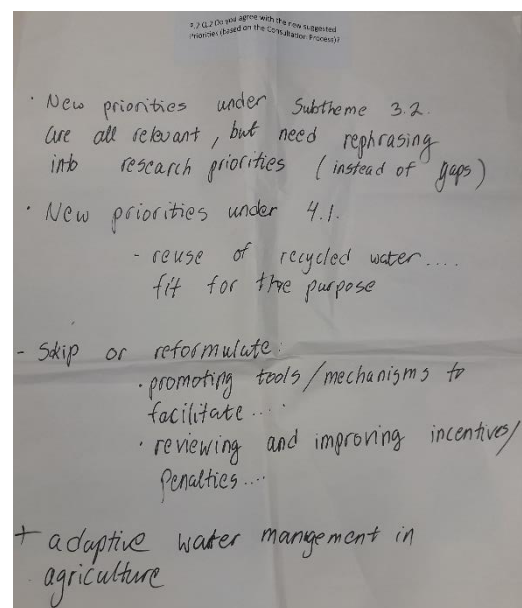 3.2 Q.2 Do you agree with the new suggested
Priorities (based on the Consultation Process)?
· New priorities under Subtheme 3.2.
are all relevant, but need rephrasing
into research priorities (instead of gaps)
· New priorities under 4.1.
- reuse of recycled water....
fit for the purpose
- Skip or reformulate:
· promoting tools/mechanisms to
facilitate....
· reviewing and improving incentives/
Penalties....
+ adaptive water mangement in
agriculture